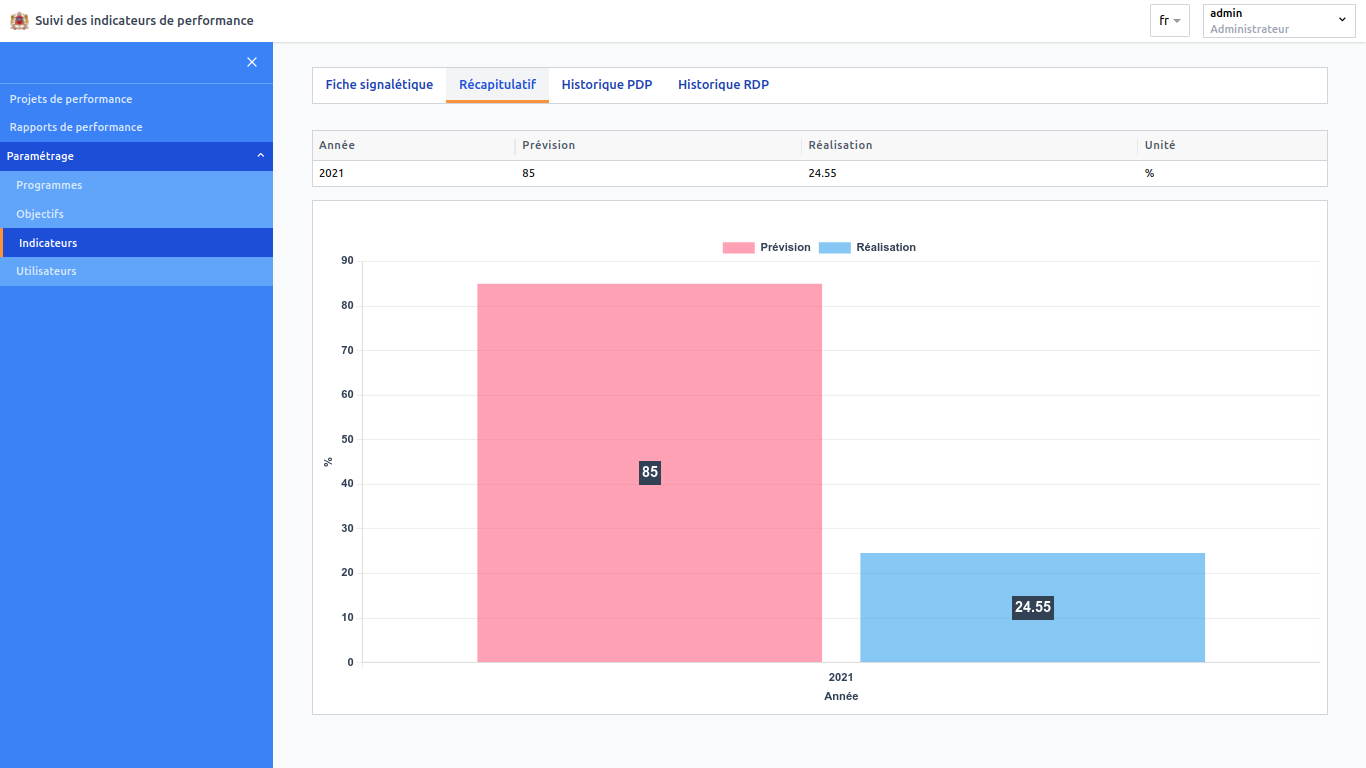 Suivi des indicateurs de performance
fr
admin
Administrateur
Projets de performance
Rapports de performance
Paramétrage
Programmes
Objectifs
Indicateurs
Utilisateurs
Fiche signalétique Récapitulatif Historique PDP Historique RDP
Année Prévision Réalisation Unité
2021 85 24.55 %
Prévision Réalisation
90
80
70
60
50
40
30
20
10
0
%
85
24.55
2021
Année